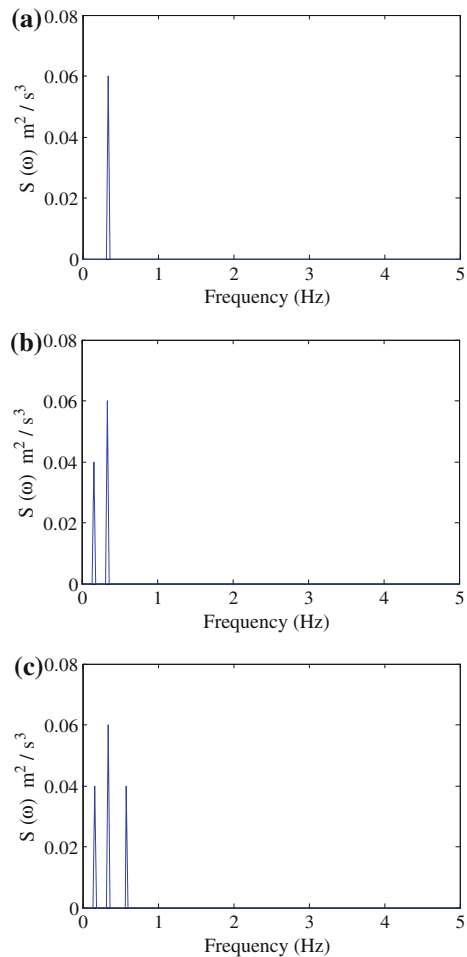 (a)
0.08
0.06
0.04
0.02
0
S (ω) m² / s³
0 1 2 3 4 5
Frequency (Hz)
(b)
0.08
0.06
0.04
0.02
0
S (ω) m² / s³
0 1 2 3 4 5
Frequency (Hz)
(c)
0.08
0.06
0.04
0.02
0
S (ω) m² / s³
0 1 2 3 4 5
Frequency (Hz)